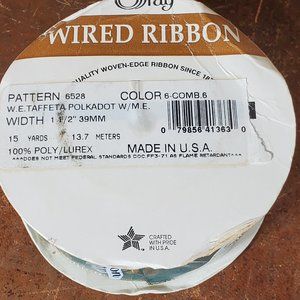 Offray
WIRED RIBBON
QUALITY WOVEN-EDGE RIBBON SINCE 18
PATTERN 6528 COLOR 6-COMB.6
W.E.TAFFETA POLKADOT W/M.E.
WIDTH 1 1/2" 39MM
0 79856 41363 0
15 YARDS 13.7 METERS
100% POLY/LUREX MADE IN U.S.A.
***DOES NOT MEET FEDERAL STANDARDS COC FF3-71 AS FLAME RETARDANT***
CRAFTED
WITH PRIDE
IN U.S.A.